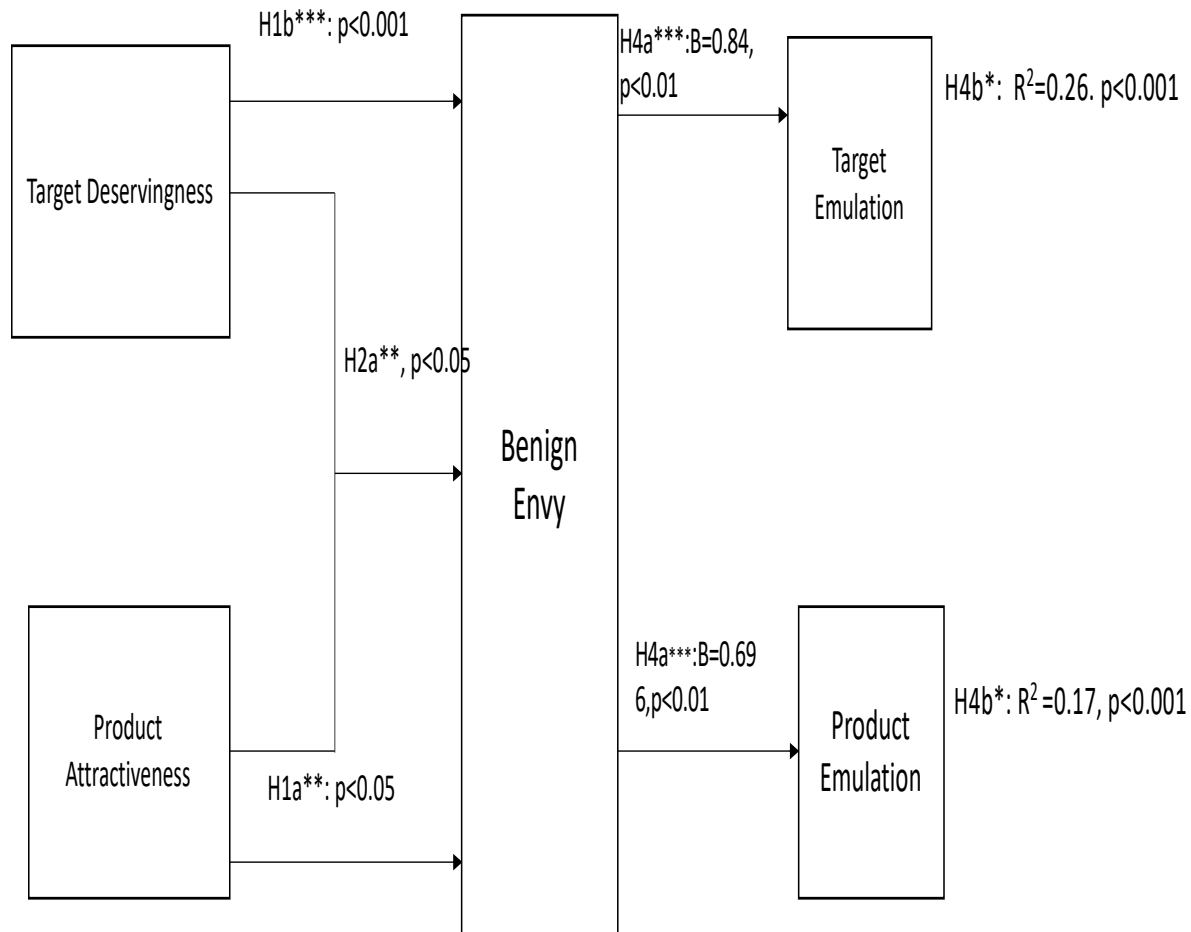 H1b***: p<0.001
Target Deservingness
H4a***:B=0.84,
p<0.01
Target
Emulation
H4b*: R²=0.26. p<0.001
H2a**, p<0.05
Benign
Envy
Product
Attractiveness
H1a**: p<0.05
H4a***:B=0.69
6,p<0.01
Product
Emulation
H4b*: R² =0.17, p<0.001